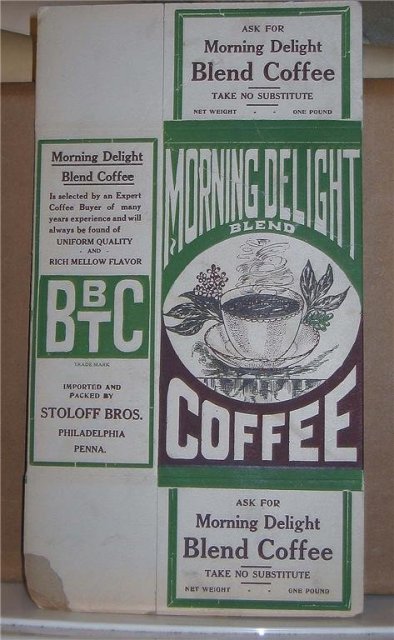 ASK FOR
Morning Delight
Blend Coffee
TAKE NO SUBSTITUTE
NET WEIGHT - - ONE POUND
Morning Delight
Blend Coffee
Is selected by an Expert
Coffee Buyer of many
years experience and will
always be found of
UNIFORM QUALITY
- AND -
RICH MELLOW FLAVOR
BBTC
TRADE MARK
IMPORTED AND
PACKED BY
STOLOFF BROS.
PHILADELPHIA
PENNA.
MORNING DELIGHT
BLEND
COFFEE
ASK FOR
Morning Delight
Blend Coffee
TAKE NO SUBSTITUTE
NET WEIGHT - - ONE POUND